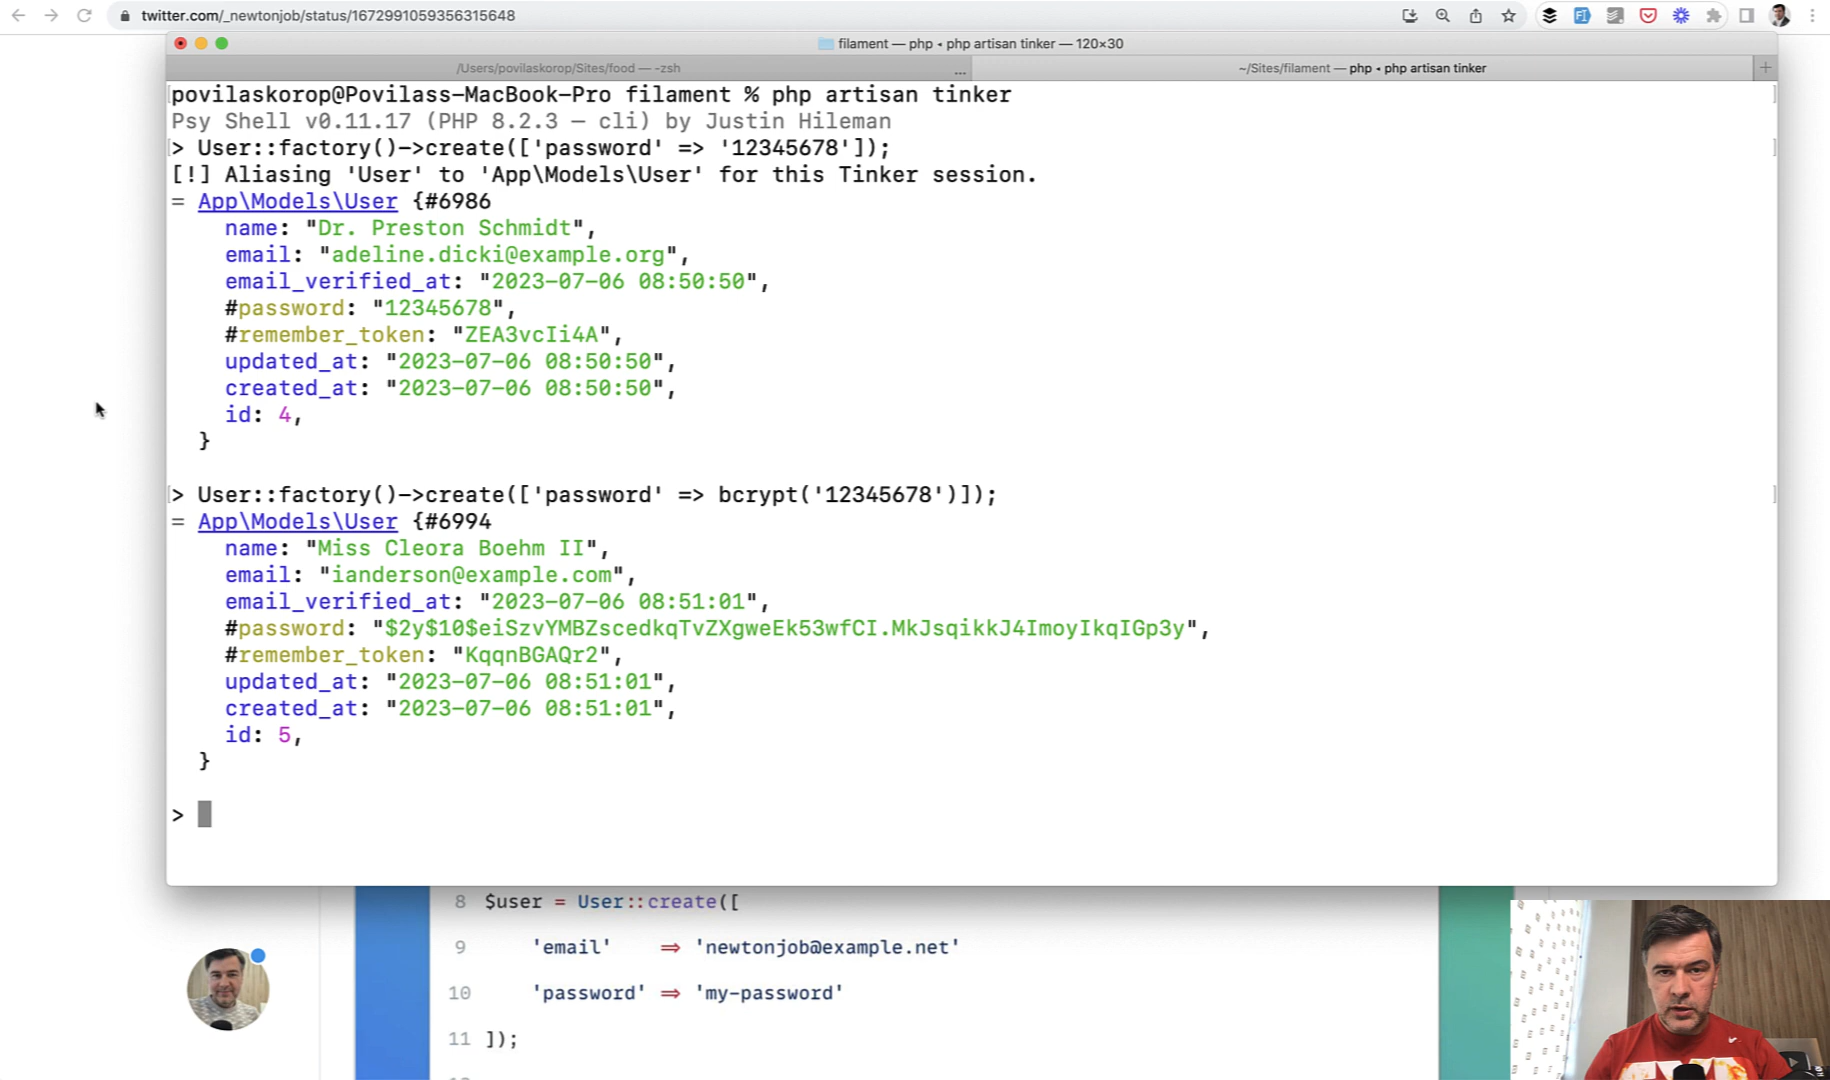 twitter.com/_newtonjob/status/1672991059356315648
filament — php ◂ php artisan tinker — 120×30
/Users/povilaskorop/Sites/food — -zsh ... ~/Sites/filament — php ◂ php artisan tinker +
povilaskorop@Povilass-MacBook-Pro filament % php artisan tinker
Psy Shell v0.11.17 (PHP 8.2.3 — cli) by Justin Hileman
> User::factory()->create(['password' => '12345678']);
[!] Aliasing 'User' to 'App\Models\User' for this Tinker session.
= App\Models\User {#6986
name: "Dr. Preston Schmidt",
email: "adeline.dicki@example.org",
email_verified_at: "2023-07-06 08:50:50",
#password: "12345678",
#remember_token: "ZEA3vcIi4A",
updated_at: "2023-07-06 08:50:50",
created_at: "2023-07-06 08:50:50",
id: 4,
}
> User::factory()->create(['password' => bcrypt('12345678')]);
= App\Models\User {#6994
name: "Miss Cleora Boehm II",
email: "ianderson@example.com",
email_verified_at: "2023-07-06 08:51:01",
#password: "$2y$10$eiSzvYMBZscedkqTvZXgweEk53wfCI.MkJsqikkJ4ImoyIkqIGp3y",
#remember_token: "KqqnBGAQr2",
updated_at: "2023-07-06 08:51:01",
created_at: "2023-07-06 08:51:01",
id: 5,
}
>
8 $user = User::create([
9 'email' => 'newtonjob@example.net'
10 'password' => 'my-password'
11 ]);